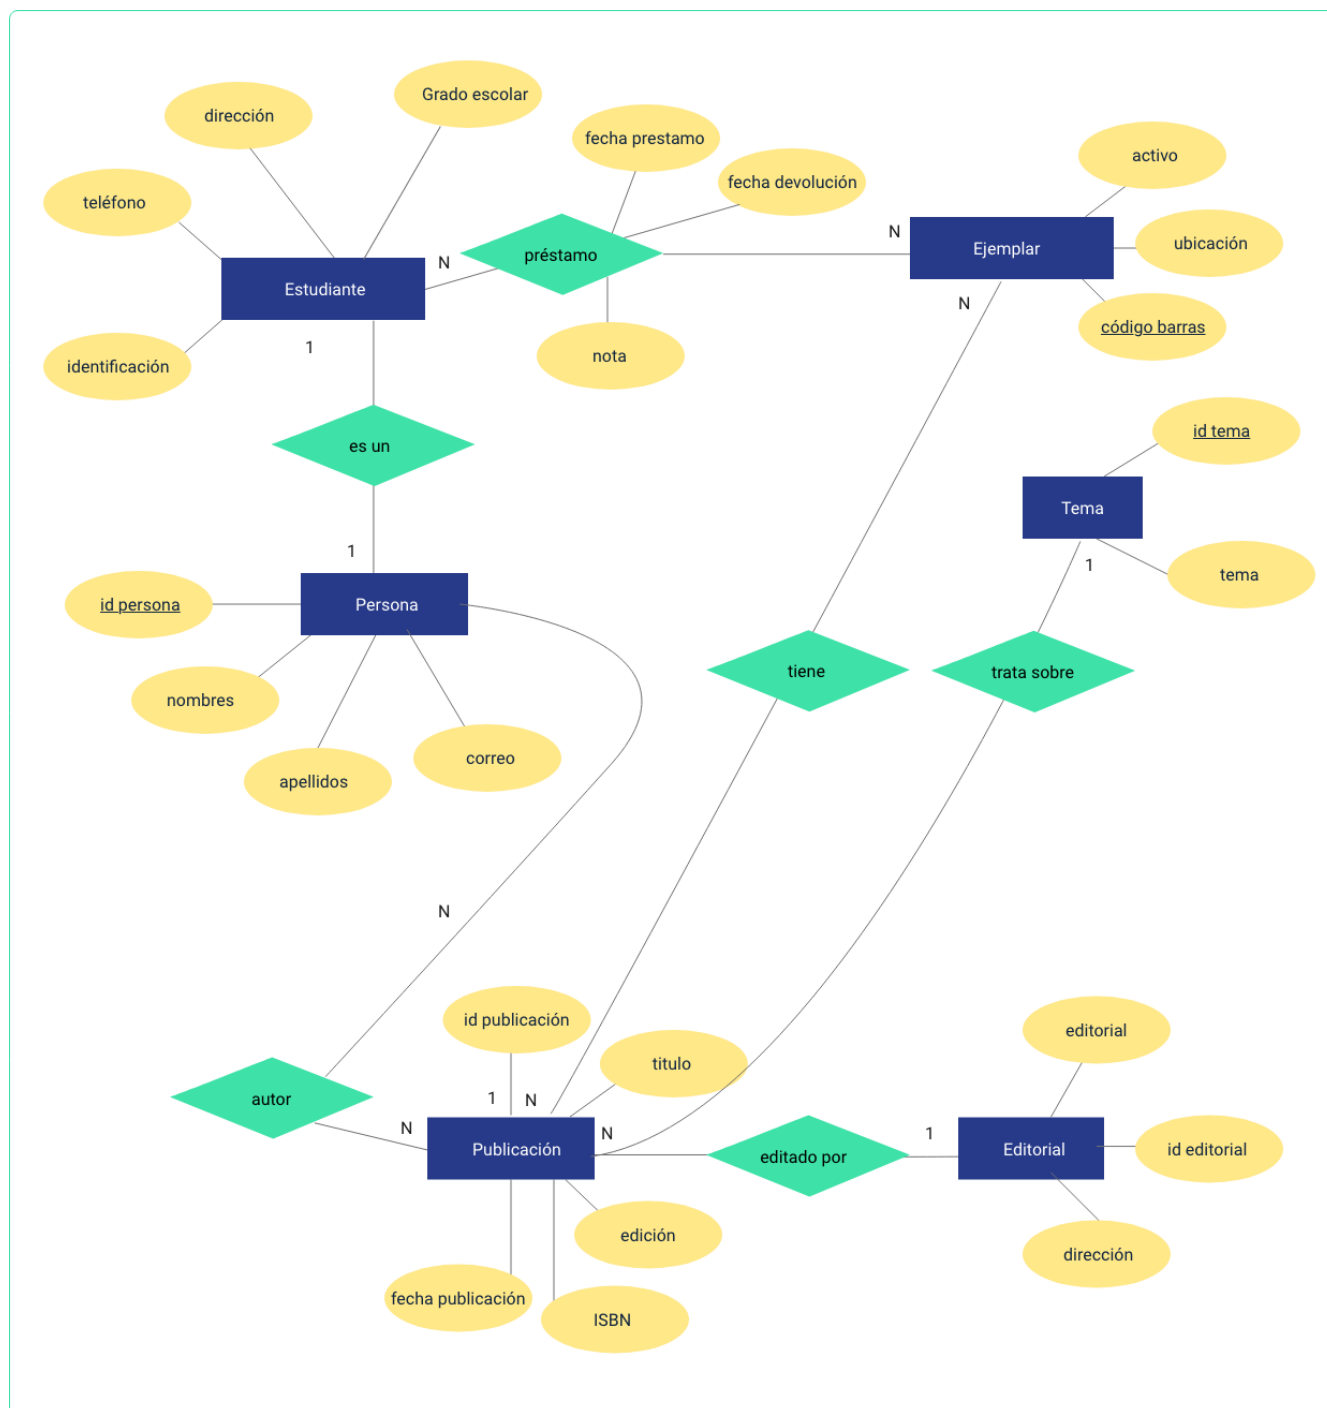 Grado escolar
dirección
fecha prestamo
activo
fecha devolución
teléfono
N
ubicación
préstamo
Ejemplar
N
Estudiante
N
código barras
1
nota
identificación
id tema
es un
Tema
1
1
tema
id persona
Persona
tiene
trata sobre
nombres
correo
apellidos
N
id publicación
editorial
titulo
1
N
autor
N
N
1
Publicación
editado por
Editorial
id editorial
edición
dirección
fecha publicación
ISBN